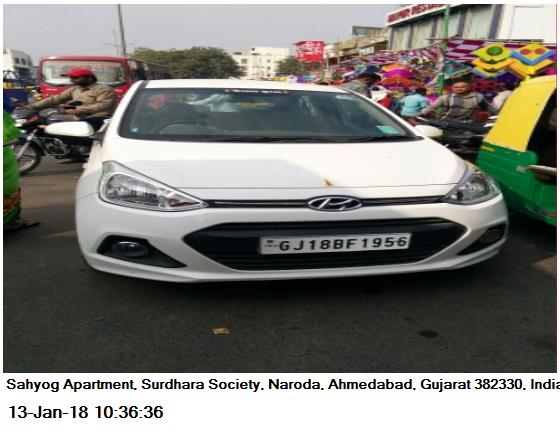 GJ18BF1956
Sahyog Apartment, Surdhara Society, Naroda, Ahmedabad, Gujarat 382330, India
13-Jan-18 10:36:36